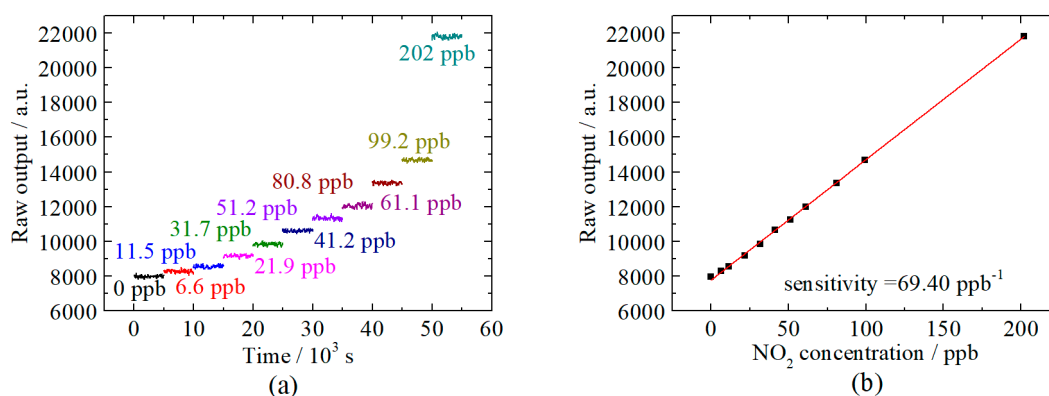 Raw output / a.u.
22000
20000
18000
16000
14000
12000
10000
8000
6000
0 ppb
6.6 ppb
11.5 ppb
21.9 ppb
31.7 ppb
41.2 ppb
51.2 ppb
61.1 ppb
80.8 ppb
99.2 ppb
202 ppb
0 10 20 30 40 50 60
Time / 10³ s
(a)
Raw output / a.u.
22000
20000
18000
16000
14000
12000
10000
8000
6000
sensitivity =69.40 ppb⁻¹
0 50 100 150 200
NO₂ concentration / ppb
(b)